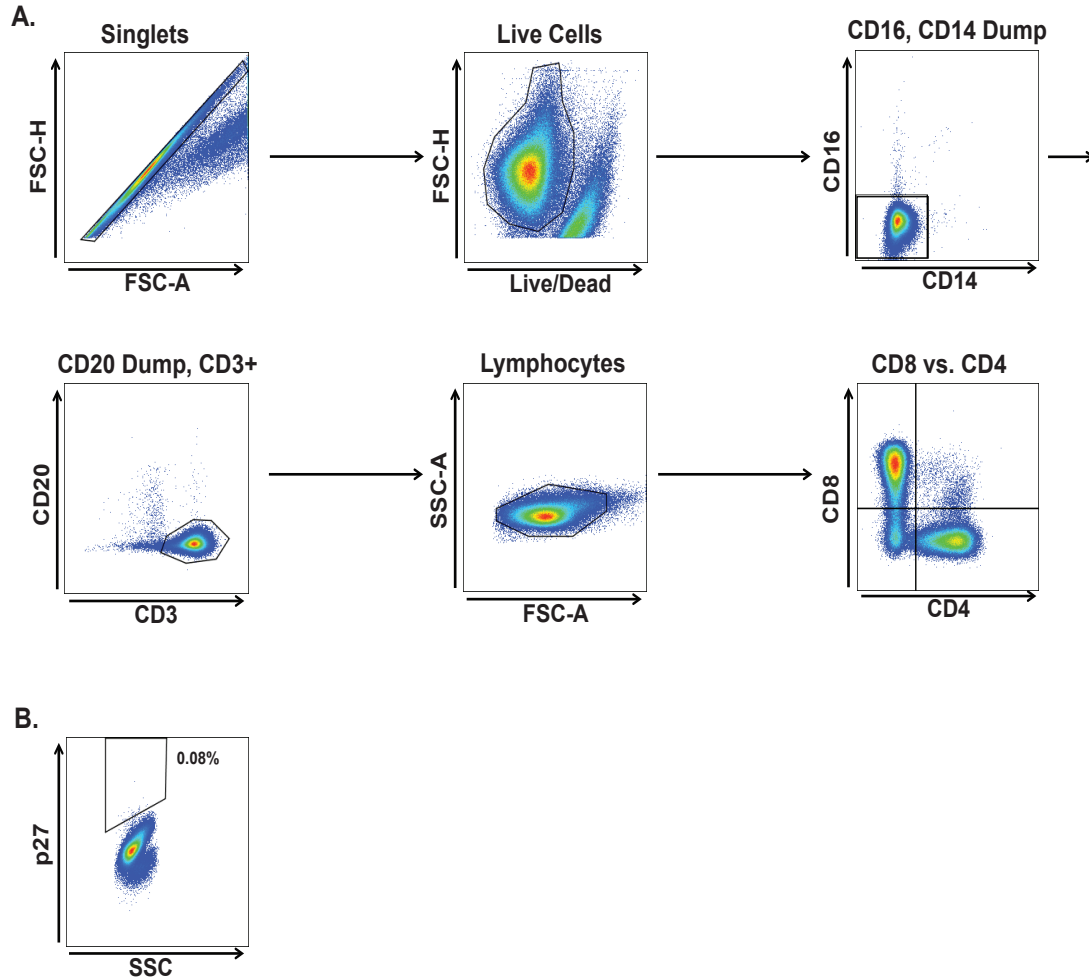 A.
Singlets
FSC-H
FSC-A
Live Cells
FSC-H
Live/Dead
CD16, CD14 Dump
CD16
CD14
CD20 Dump, CD3+
CD20
CD3
Lymphocytes
SSC-A
FSC-A
CD8 vs. CD4
CD8
CD4
B.
0.08%
p27
SSC